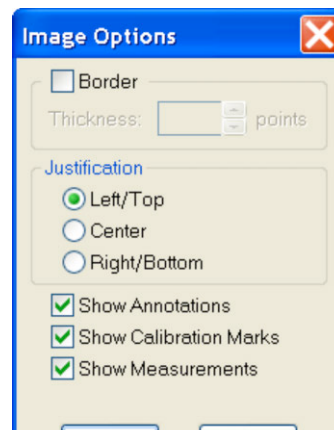 Image Options
Border
Thickness: points
Justification
Left/Top
Center
Right/Bottom
Show Annotations
Show Calibration Marks
Show Measurements